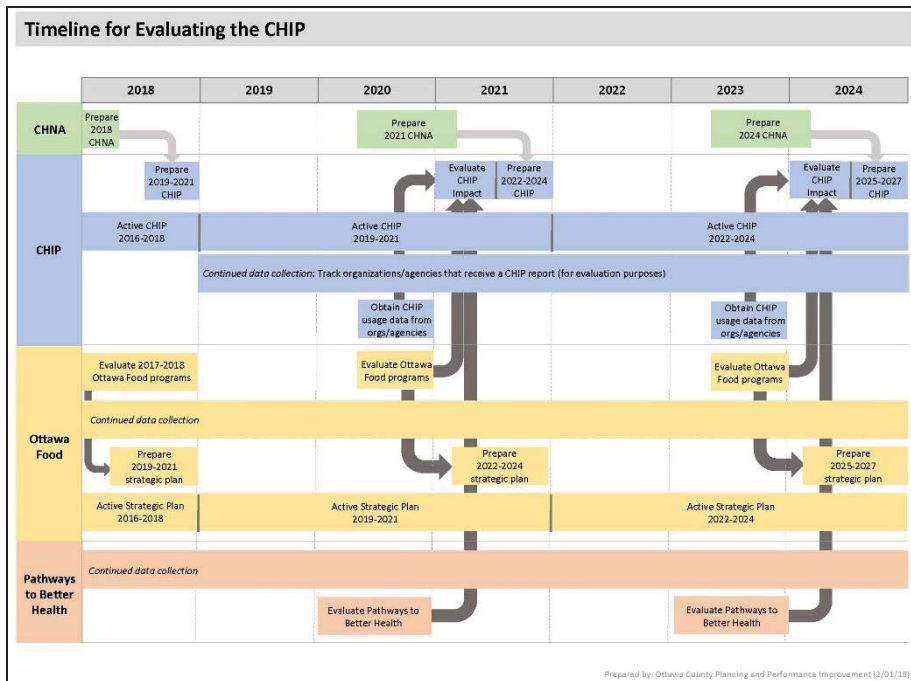 Timeline for Evaluating the CHIP
2018
2019
2020
2021
2022
2023
2024
CHNA
Prepare
2018
CHNA
Prepare
2021 CHNA
Prepare
2024 CHNA
CHIP
Prepare
2019-2021
CHIP
Evaluate
CHIP
Impact
Prepare
2022-2024
CHIP
Evaluate
CHIP
Impact
Prepare
2025-2027
CHIP
Active CHIP
2016-2018
Active CHIP
2019-2021
Active CHIP
2022-2024
Continued data collection: Track organizations/agencies that receive a CHIP report (for evaluation purposes)
Obtain CHIP
usage data from
orgs/agencies
Obtain CHIP
usage data from
orgs/agencies
Ottawa
Food
Evaluate 2017-2018
Ottawa Food programs
Evaluate Ottawa
Food programs
Evaluate Ottawa
Food programs
Continued data collection
Prepare
2019-2021
strategic plan
Prepare
2022-2024
strategic plan
Prepare
2025-2027
strategic plan
Active Strategic Plan
2016-2018
Active Strategic Plan
2019-2021
Active Strategic Plan
2022-2024
Pathways
to Better
Health
Continued data collection
Evaluate Pathways to
Better Health
Evaluate Pathways to
Better Health
Prepared by: Ottawa County Planning and Performance Improvement (2/01/18)